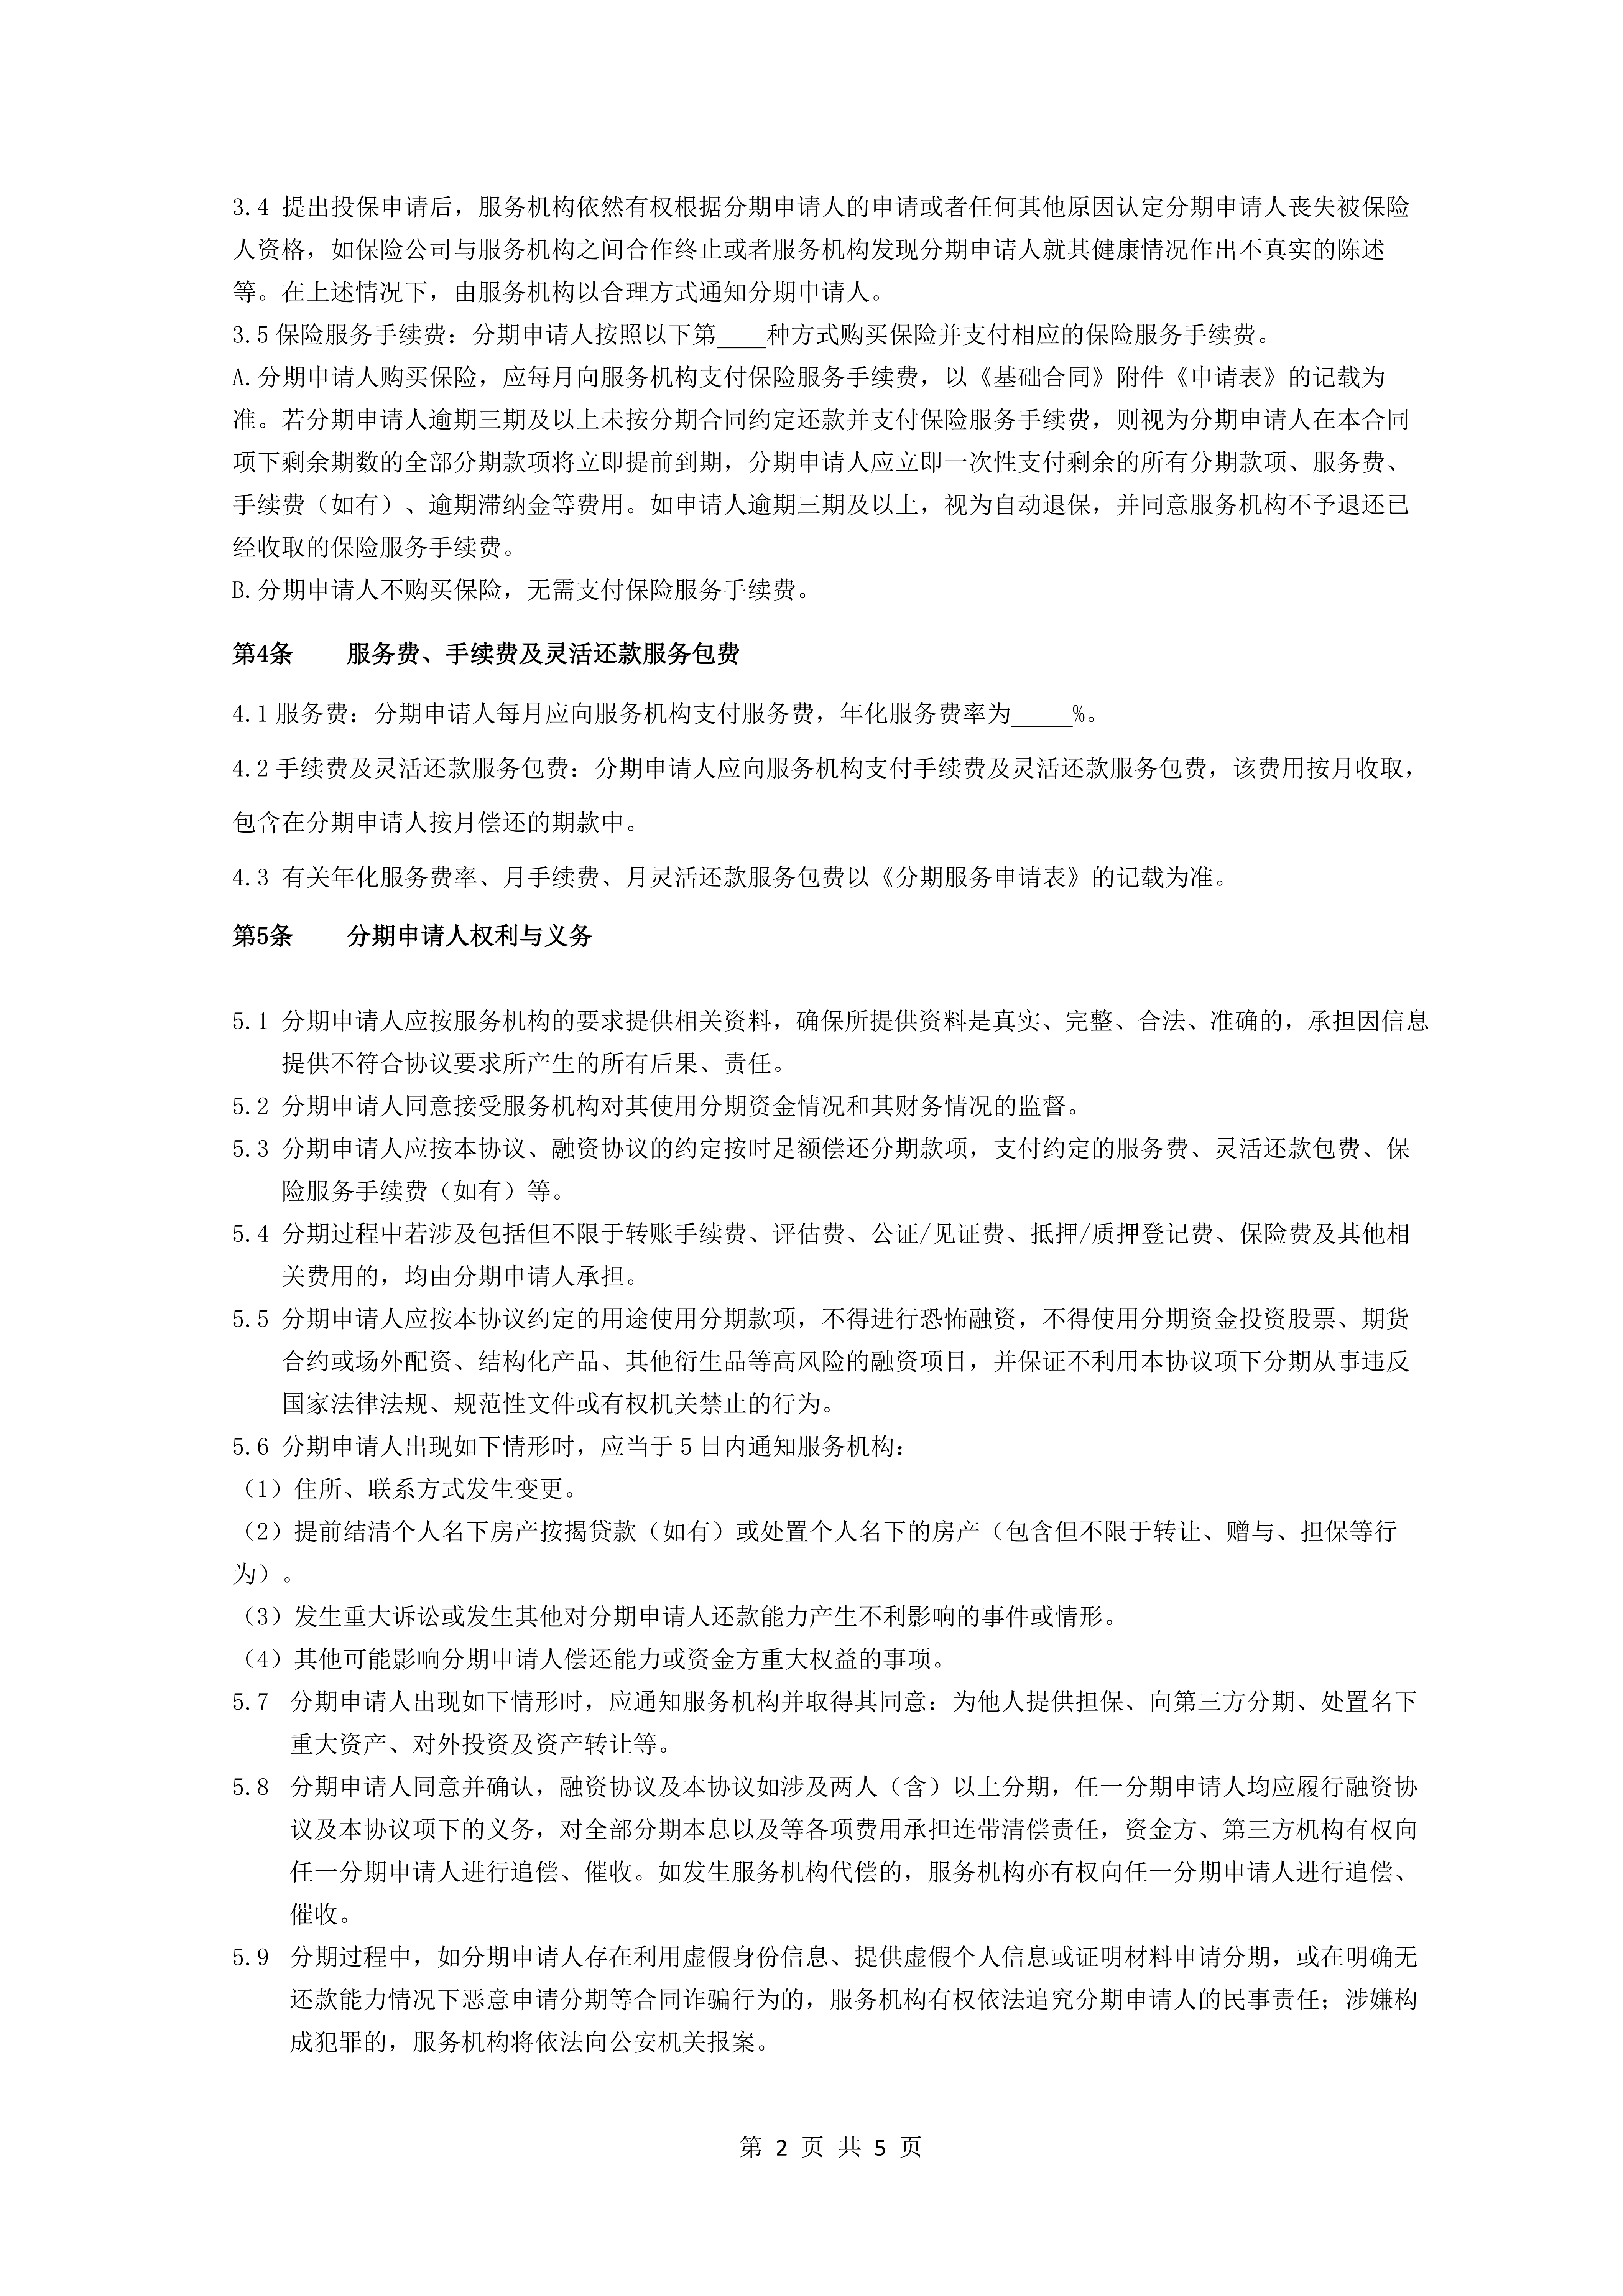 3.4 提出投保申请后，服务机构依然有权根据分期申请人的申请或者任何其他原因认定分期申请人丧失被保险
人资格，如保险公司与服务机构之间合作终止或者服务机构发现分期申请人就其健康情况作出不真实的陈述
等。在上述情况下，由服务机构以合理方式通知分期申请人。
3.5 保险服务手续费：分期申请人按照以下第____种方式购买保险并支付相应的保险服务手续费。
A.分期申请人购买保险，应每月向服务机构支付保险服务手续费，以《基础合同》附件《申请表》的记载为
准。若分期申请人逾期三期及以上未按分期合同约定还款并支付保险服务手续费，则视为分期申请人在本合同
项下剩余期数的全部分期款项将立即提前到期，分期申请人应立即一次性支付剩余的所有分期款项、服务费、
手续费（如有）、逾期滞纳金等费用。如申请人逾期三期及以上，视为自动退保，并同意服务机构不予退还已
经收取的保险服务手续费。
B.分期申请人不购买保险，无需支付保险服务手续费。
第4条 服务费、手续费及灵活还款服务包费
4.1 服务费：分期申请人每月应向服务机构支付服务费，年化服务费率为_____%。
4.2 手续费及灵活还款服务包费：分期申请人应向服务机构支付手续费及灵活还款服务包费，该费用按月收取，
包含在分期申请人按月偿还的期款中。
4.3 有关年化服务费率、月手续费、月灵活还款服务包费以《分期服务申请表》的记载为准。
第5条 分期申请人权利与义务
5.1 分期申请人应按服务机构的要求提供相关资料，确保所提供资料是真实、完整、合法、准确的，承担因信息
提供不符合协议要求所产生的所有后果、责任。
5.2 分期申请人同意接受服务机构对其使用分期资金情况和其财务情况的监督。
5.3 分期申请人应按本协议、融资协议的约定按时足额偿还分期款项，支付约定的服务费、灵活还款包费、保
险服务手续费（如有）等。
5.4 分期过程中若涉及包括但不限于转账手续费、评估费、公证/见证费、抵押/质押登记费、保险费及其他相
关费用的，均由分期申请人承担。
5.5 分期申请人应按本协议约定的用途使用分期款项，不得进行恐怖融资，不得使用分期资金投资股票、期货
合约或场外配资、结构化产品、其他衍生品等高风险的融资项目，并保证不利用本协议项下分期从事违反
国家法律法规、规范性文件或有权机关禁止的行为。
5.6 分期申请人出现如下情形时，应当于 5 日内通知服务机构：
（1）住所、联系方式发生变更。
（2）提前结清个人名下房产按揭贷款（如有）或处置个人名下的房产（包含但不限于转让、赠与、担保等行
为）。
（3）发生重大诉讼或发生其他对分期申请人还款能力产生不利影响的事件或情形。
（4）其他可能影响分期申请人偿还能力或资金方重大权益的事项。
5.7 分期申请人出现如下情形时，应通知服务机构并取得其同意：为他人提供担保、向第三方分期、处置名下
重大资产、对外投资及资产转让等。
5.8 分期申请人同意并确认，融资协议及本协议如涉及两人（含）以上分期，任一分期申请人均应履行融资协
议及本协议项下的义务，对全部分期本息以及等各项费用承担连带清偿责任，资金方、第三方机构有权向
任一分期申请人进行追偿、催收。如发生服务机构代偿的，服务机构亦有权向任一分期申请人进行追偿、
催收。
5.9 分期过程中，如分期申请人存在利用虚假身份信息、提供虚假个人信息或证明材料申请分期，或在明确无
还款能力情况下恶意申请分期等合同诈骗行为的，服务机构有权依法追究分期申请人的民事责任；涉嫌构
成犯罪的，服务机构将依法向公安机关报案。
第 2 页 共 5 页